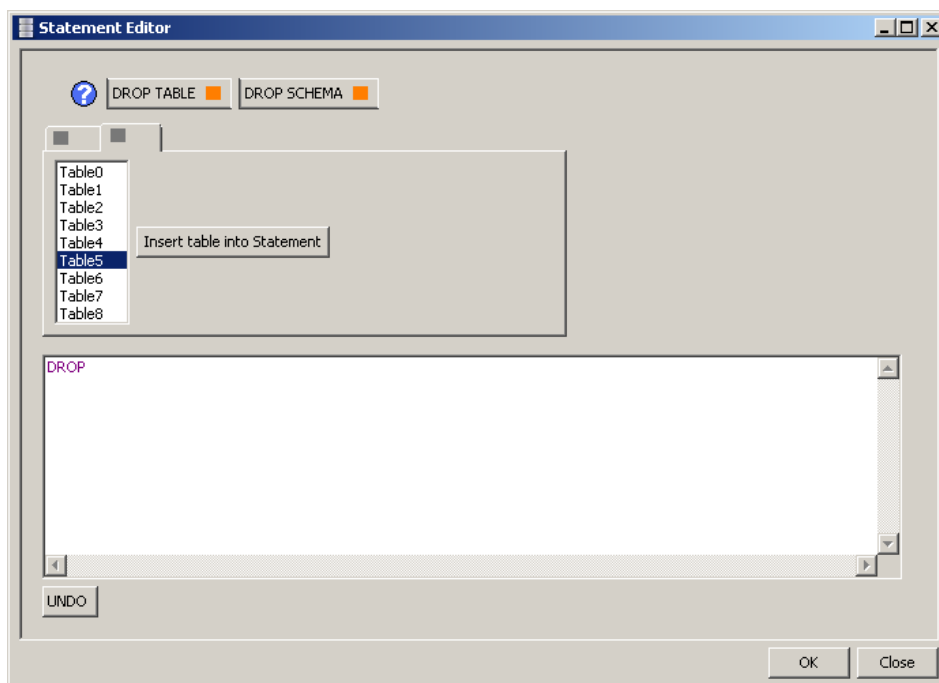 Statement Editor
?
DROP TABLE
DROP SCHEMA
Table0
Table1
Table2
Table3
Table4
Table5
Table6
Table7
Table8
Insert table into Statement
DROP
UNDO
OK
Close